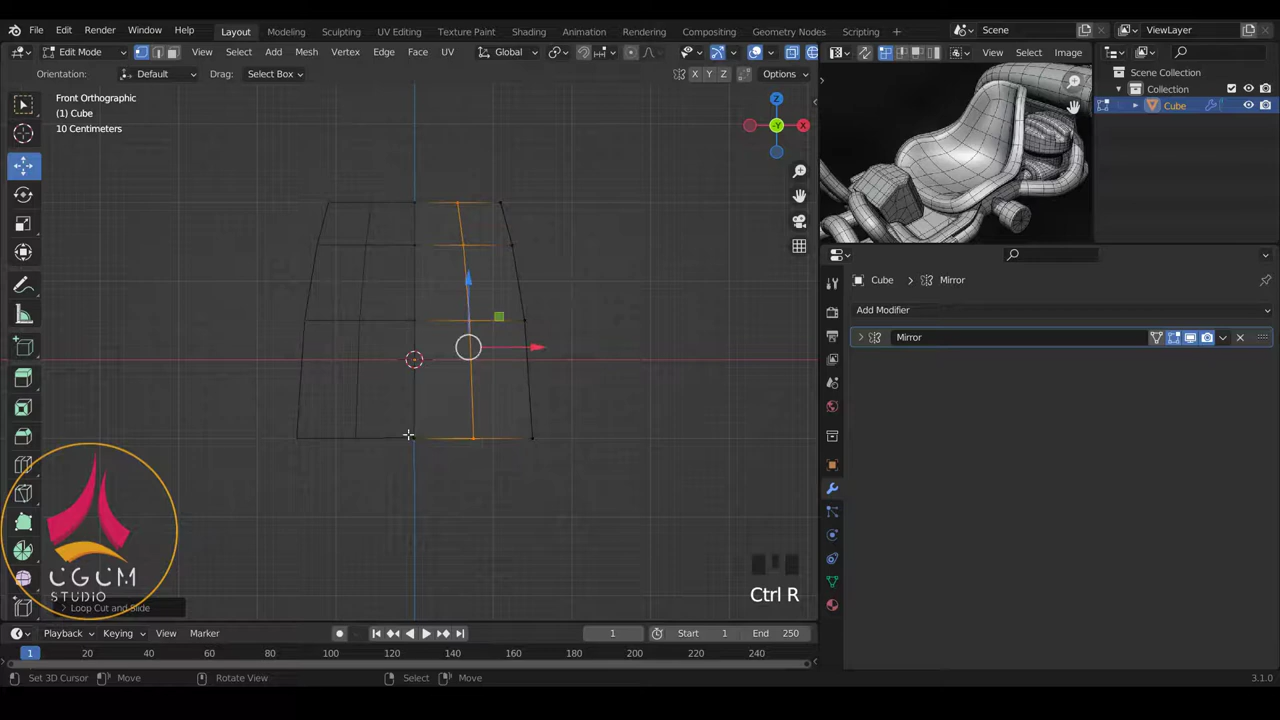 File Edit Render Window Help Layout Modeling Sculpting UV Editing Texture Paint Shading Animation Rendering Compositing Geometry Nodes Scripting Scene ViewLayer
Edit Mode View Select Add Mesh Vertex Edge Face UV Global View Select Image
Orientation: Default Drag: Select Box X Y Z Options
Scene Collection
Collection
Cube
Front Orthographic
(1) Cube
10 Centimeters
Z
Y
X
Cube Mirror
Add Modifier
Mirror
CGCM
STUDIO
Loop Cut and Slide
Ctrl R
Playback Keying View Marker 1 Start 1 End 250
1 20 40 60 80 100 120 140 160 180 200 220 240
Set 3D Cursor Move Rotate View Select Move 3.1.0